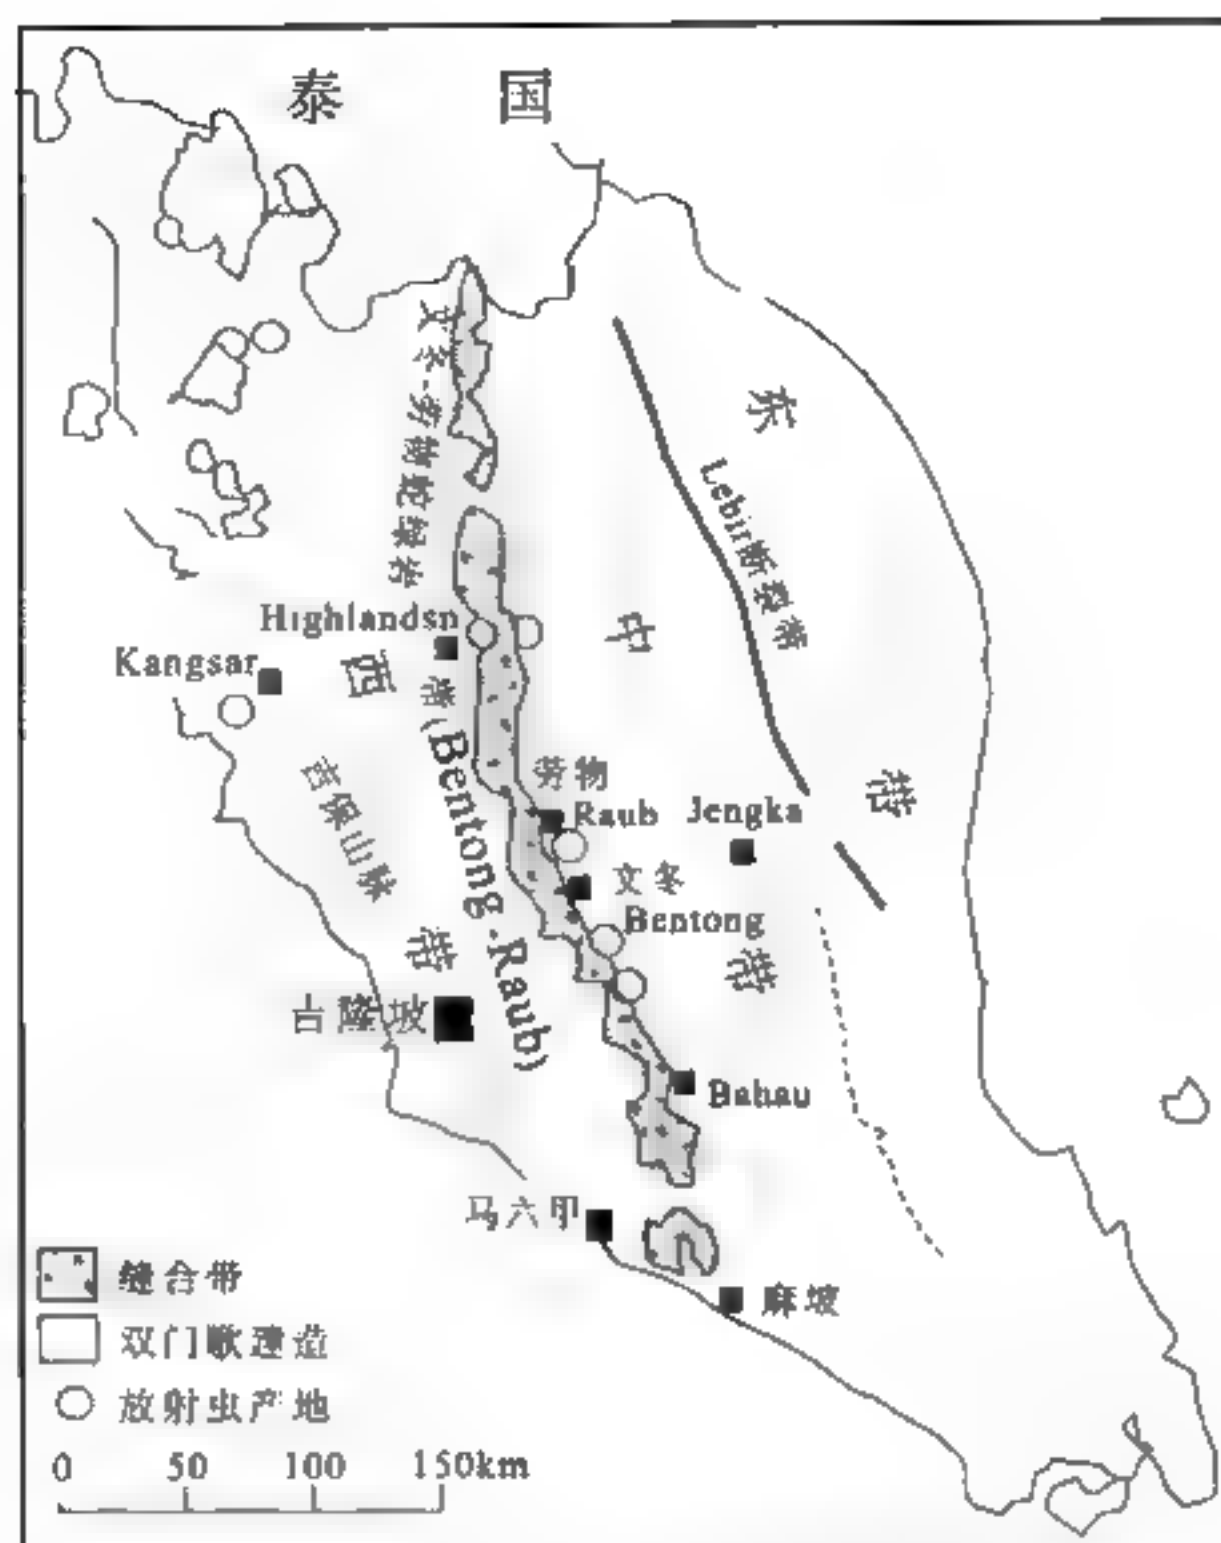 泰 国
文冬-劳物蛇绿岩
带(Bentong-Raub)
东
Lebir断裂带
中
Highlandsn
Kangsar
西
劳物
Raub
Jengka
带
吉保山脉
文冬
Bentong
带
带
吉隆坡
Bahau
马六甲
麻坡
缝合带
双门歌建造
放射虫产地
0 50 100 150km